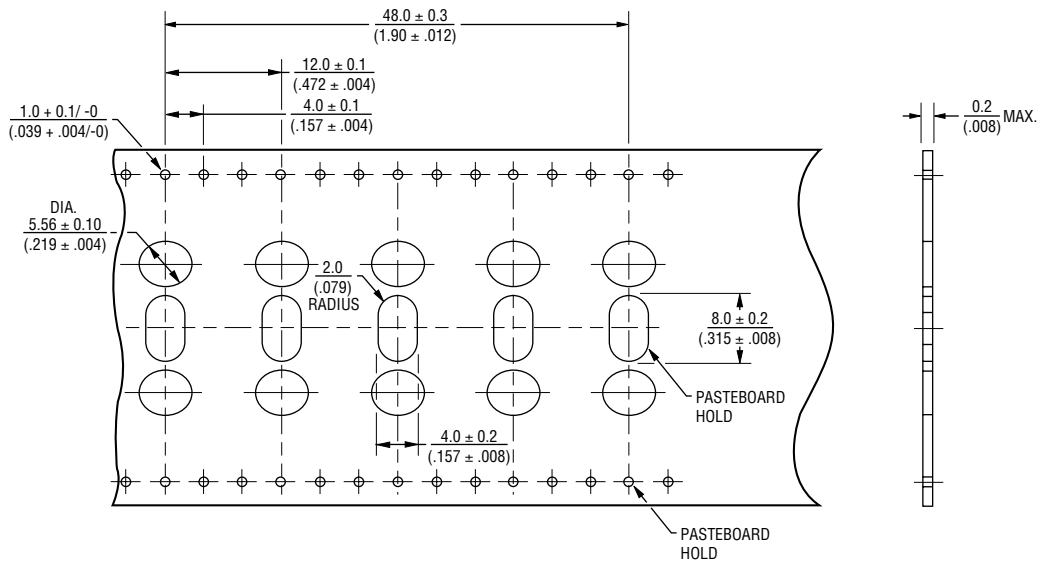 48.0 ± 0.3
(1.90 ± .012)
12.0 ± 0.1
(.472 ± .004)
4.0 ± 0.1
(.157 ± .004)
1.0 + 0.1/ -0
(.039 + .004/-0)
0.2
(.008)
MAX.
DIA.
5.56 ± 0.10
(.219 ± .004)
2.0
(.079)
RADIUS
8.0 ± 0.2
(.315 ± .008)
PASTEBOARD
HOLD
4.0 ± 0.2
(.157 ± .008)
PASTEBOARD
HOLD